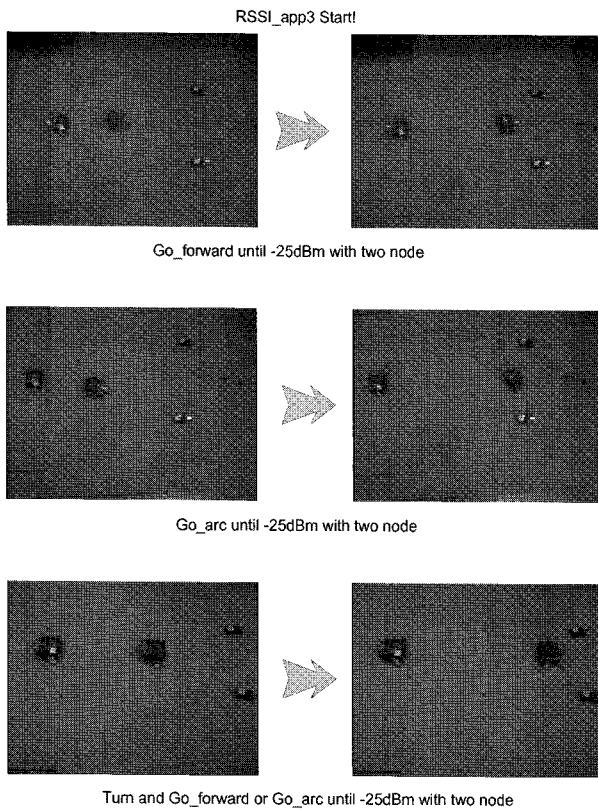 RSSI_app3 Start!
Go_forward until -25dBm with two node
Go_arc until -25dBm with two node
Turn and Go_forward or Go_arc until -25dBm with two node